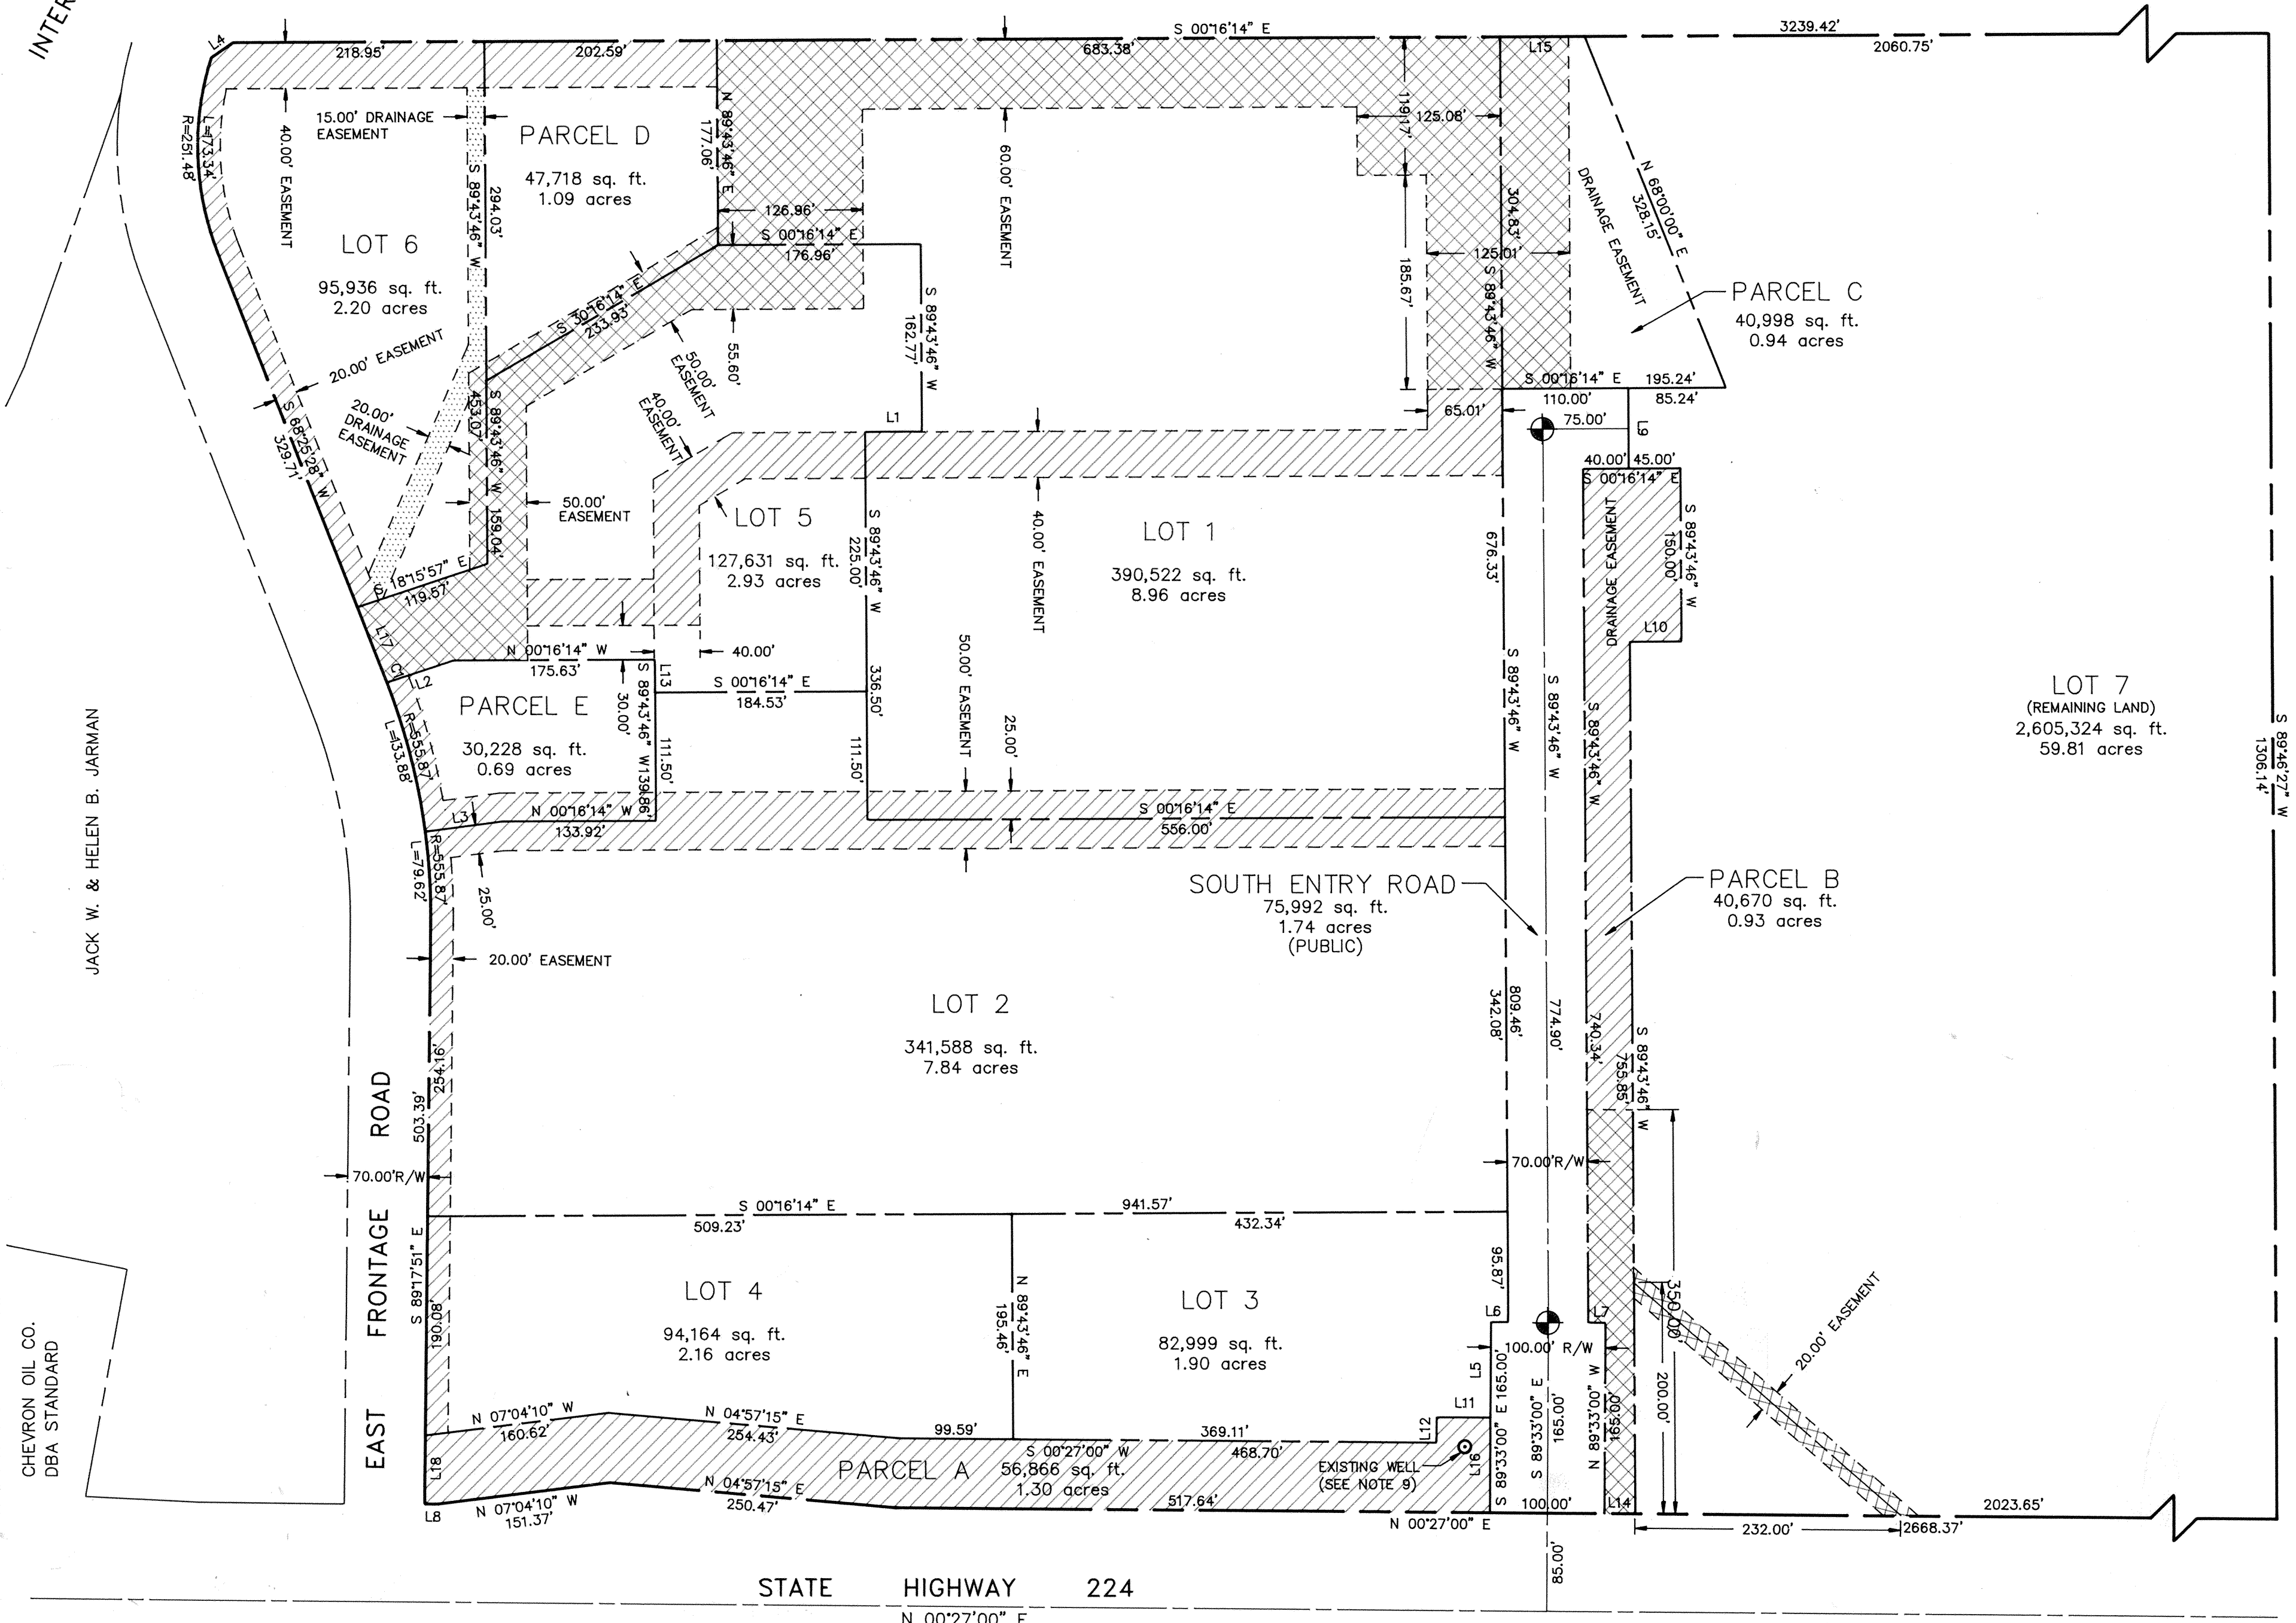 INTER
L4
218.95'
202.59'
S 00°16'14" E
683.38'
L15
3239.42'
2060.75'
R=251.48'
L=173.34'
40.00' EASEMENT
15.00' DRAINAGE
EASEMENT
PARCEL D
47,718 sq. ft.
1.09 acres
N 89°43'46" E
177.06'
S 89°43'46" W
294.03'
126.96'
S 00°16'14" E
176.96'
60.00' EASEMENT
119.17'
125.08'
304.83'
S 89°43'46" W
185.67'
125.01'
DRAINAGE EASEMENT
N 68°00'00" E
328.15'
PARCEL C
40,998 sq. ft.
0.94 acres
LOT 6
95,936 sq. ft.
2.20 acres
S 30°16'14" E
233.93'
S 89°43'46" W
162.77'
55.60'
50.00'
EASEMENT
40.00'
EASEMENT
20.00' EASEMENT
20.00'
DRAINAGE
EASEMENT
453.07'
S 89°43'46" W
159.04'
S 68°25'28" W
329.71'
L1
65.01'
S 00°16'14" E
195.24'
110.00'
85.24'
75.00'
L9
40.00'
45.00'
S 00°16'14" E
50.00'
EASEMENT
LOT 5
127,631 sq. ft.
2.93 acres
S 89°43'46" W
225.00'
40.00' EASEMENT
LOT 1
390,522 sq. ft.
8.96 acres
676.33'
DRAINAGE EASEMENT
S 89°43'46" W
150.00'
L10
S 18°15'57" E
119.57'
L17
C1
L2
N 00°16'14" W
175.63'
40.00'
L13
30.00'
S 89°43'46" W 139.86'
S 00°16'14" E
184.53'
336.50'
111.50'
111.50'
50.00' EASEMENT
25.00'
S 89°43'46" W
S 89°43'46" W
S 89°43'46" W
LOT 7
(REMAINING LAND)
2,605,324 sq. ft.
59.81 acres
S 89°46'27" W
1306.14'
JACK W. & HELEN B. JARMAN
PARCEL E
30,228 sq. ft.
0.69 acres
R=555.87'
L=133.88'
L3
N 00°16'14" W
133.92'
S 00°16'14" E
556.00'
R=555.87'
L=79.62'
25.00'
20.00' EASEMENT
SOUTH ENTRY ROAD
75,992 sq. ft.
1.74 acres
(PUBLIC)
PARCEL B
40,670 sq. ft.
0.93 acres
LOT 2
341,588 sq. ft.
7.84 acres
254.16'
503.39'
809.46'
342.08'
774.90'
740.34'
S 89°43'46" W
755.85'
70.00'R/W
70.00'R/W
S 00°16'14" E
941.57'
509.23'
432.34'
EAST FRONTAGE ROAD
S 89°17'51" E
190.08'
LOT 4
94,164 sq. ft.
2.16 acres
N 89°43'46" E
195.46'
LOT 3
82,999 sq. ft.
1.90 acres
95.87'
L6
L7
100.00' R/W
L5
L11
L12
L16
350.00'
200.00'
20.00' EASEMENT
S 89°33'00" E 165.00'
S 89°33'00" E
165.00'
N 89°33'00" W
165.00'
CHEVRON OIL CO.
DBA STANDARD
N 07°04'10" W
160.62'
N 04°57'15" E
254.43'
99.59'
369.11'
S 00°27'00" W
468.70'
PARCEL A
56,866 sq. ft.
1.30 acres
EXISTING WELL
(SEE NOTE 9)
L18
L8
N 07°04'10" W
151.37'
N 04°57'15" E
250.47'
517.64'
N 00°27'00" E
100.00'
L14
232.00'
2668.37'
2023.65'
85.00'
STATE HIGHWAY 224
N 00°27'00" E